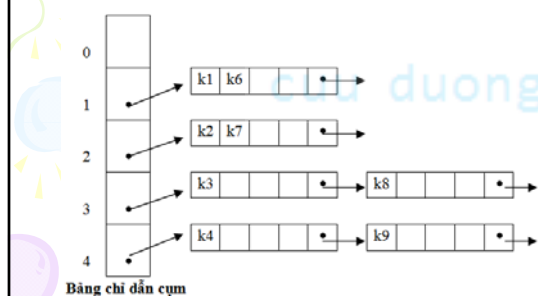 0
k1 k6
cuu duong
1
k2 k7
2
k3 k8
3
k4 k9
4
Bảng chỉ dẫn cụm